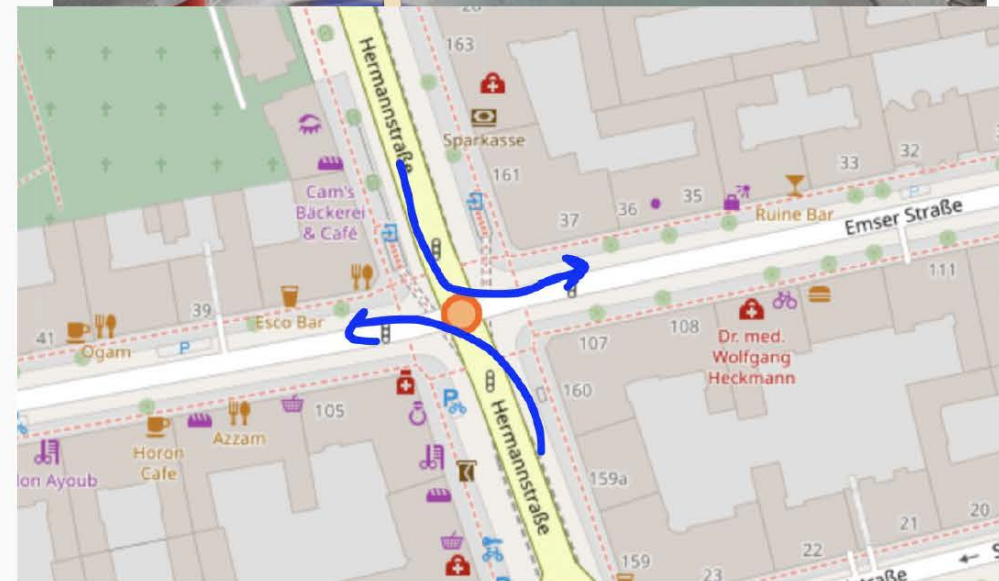 163
Hermannstraße
Sparkasse
161
Cam's
Bäckerei
& Café
33
32
35
36
37
Ruine Bar
P
Emser Straße
111
39
Esco Bar
41
Ogam
P
107
108
Dr. med.
Wolfgang
Heckmann
160
105
P
Azzam
Horon
Cafe
Hermannstraße
lon Ayoub
159a
20
21
22
23
159
raße
← S